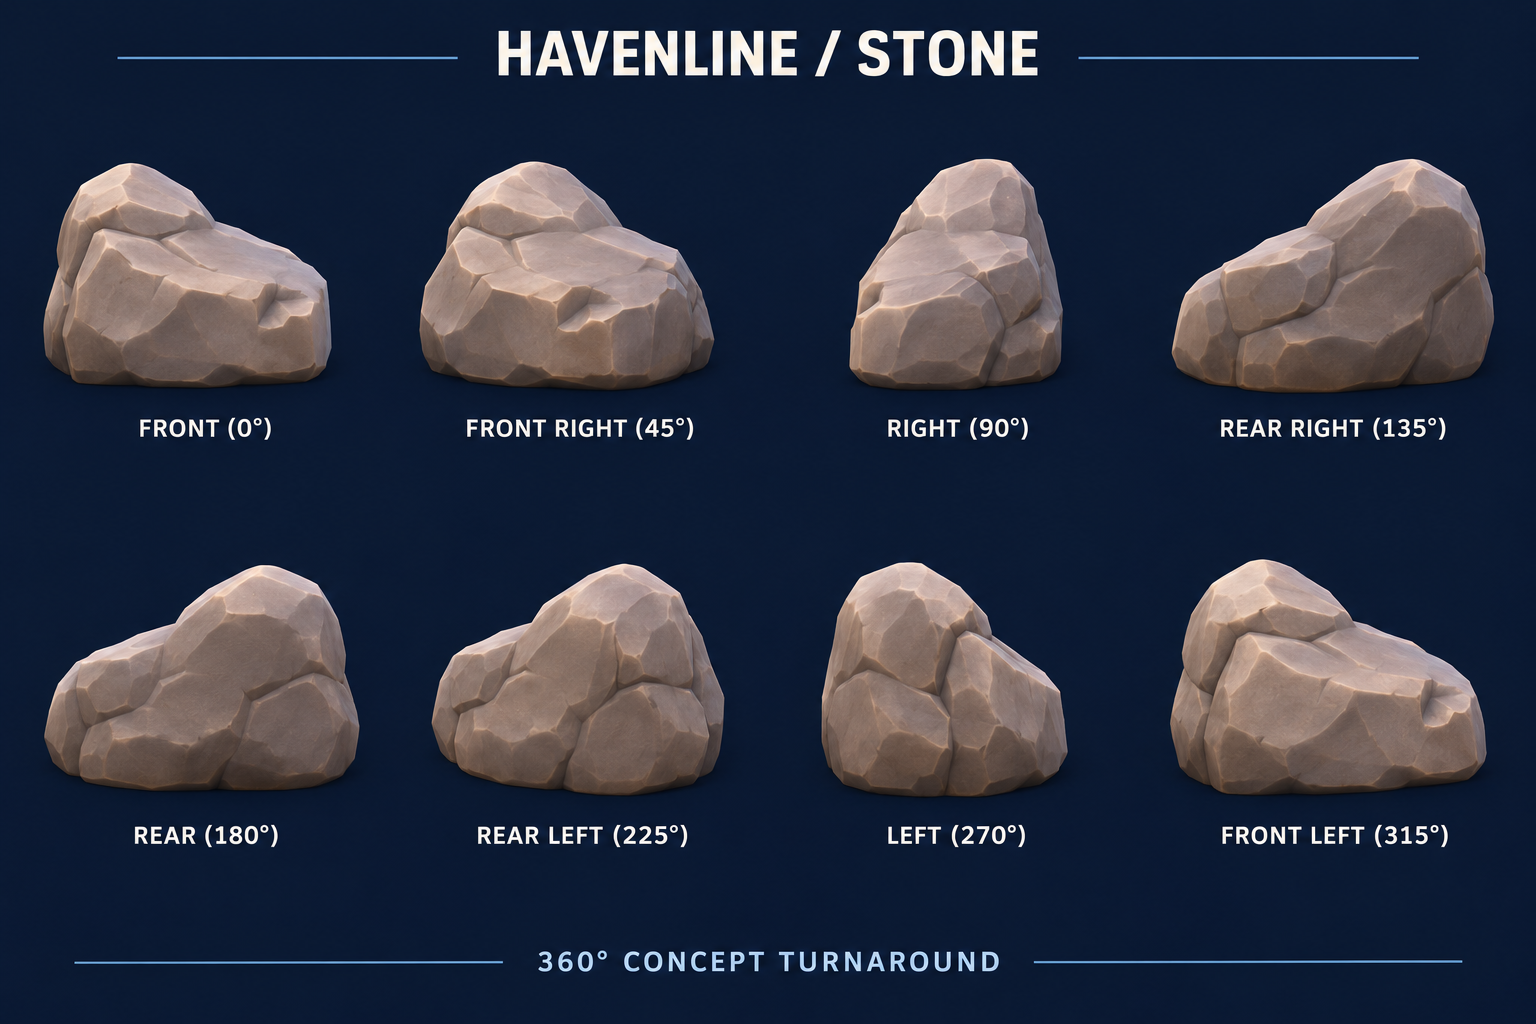 HAVENLINE / STONE
FRONT (0°)
FRONT RIGHT (45°)
RIGHT (90°)
REAR RIGHT (135°)
REAR (180°)
REAR LEFT (225°)
LEFT (270°)
FRONT LEFT (315°)
360° CONCEPT TURNAROUND